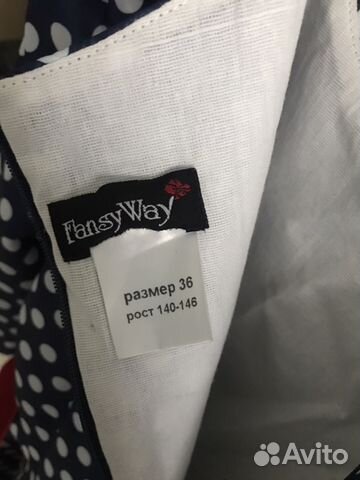 FansyWay
размер 36
рост 140-146
Avito